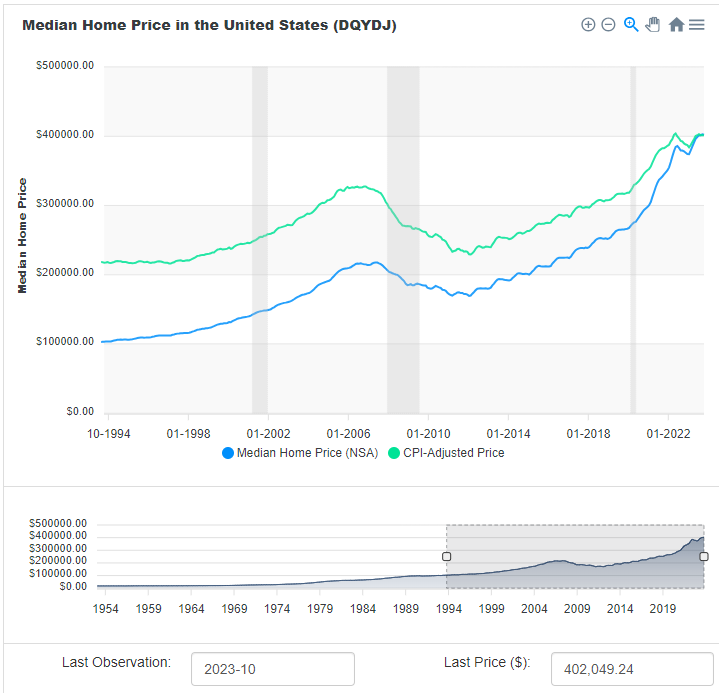 Median Home Price in the United States (DQYDJ)
$500000.00
$400000.00
$300000.00
$200000.00
$100000.00
$0.00
Median Home Price
10-1994 01-1998 01-2002 01-2006 01-2010 01-2014 01-2018 01-2022
Median Home Price (NSA) CPI-Adjusted Price
$500000.00
$400000.00
$300000.00
$200000.00
$100000.00
$0.00
1954 1959 1964 1969 1974 1979 1984 1989 1994 1999 2004 2009 2014 2019
Last Observation: 2023-10 Last Price ($): 402,049.24